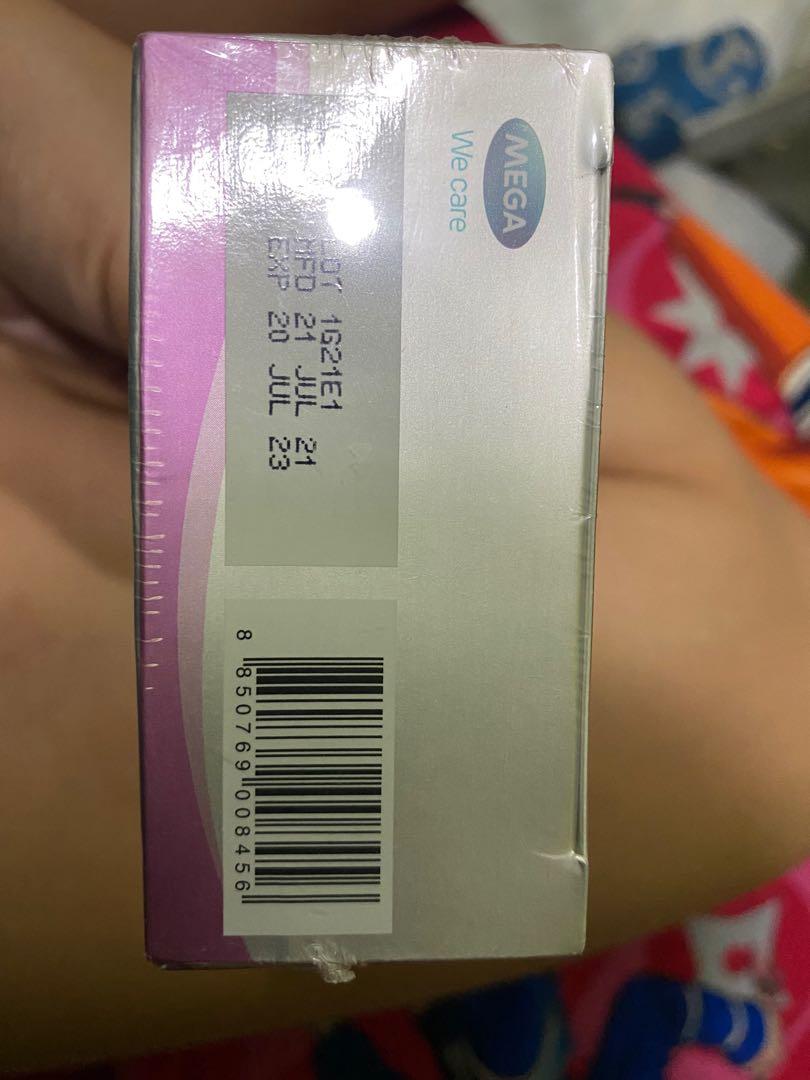 MEGA
We care
LOT 1G21E1
MFD 21 JUL 21
EXP 20 JUL 23
8 850769 008456